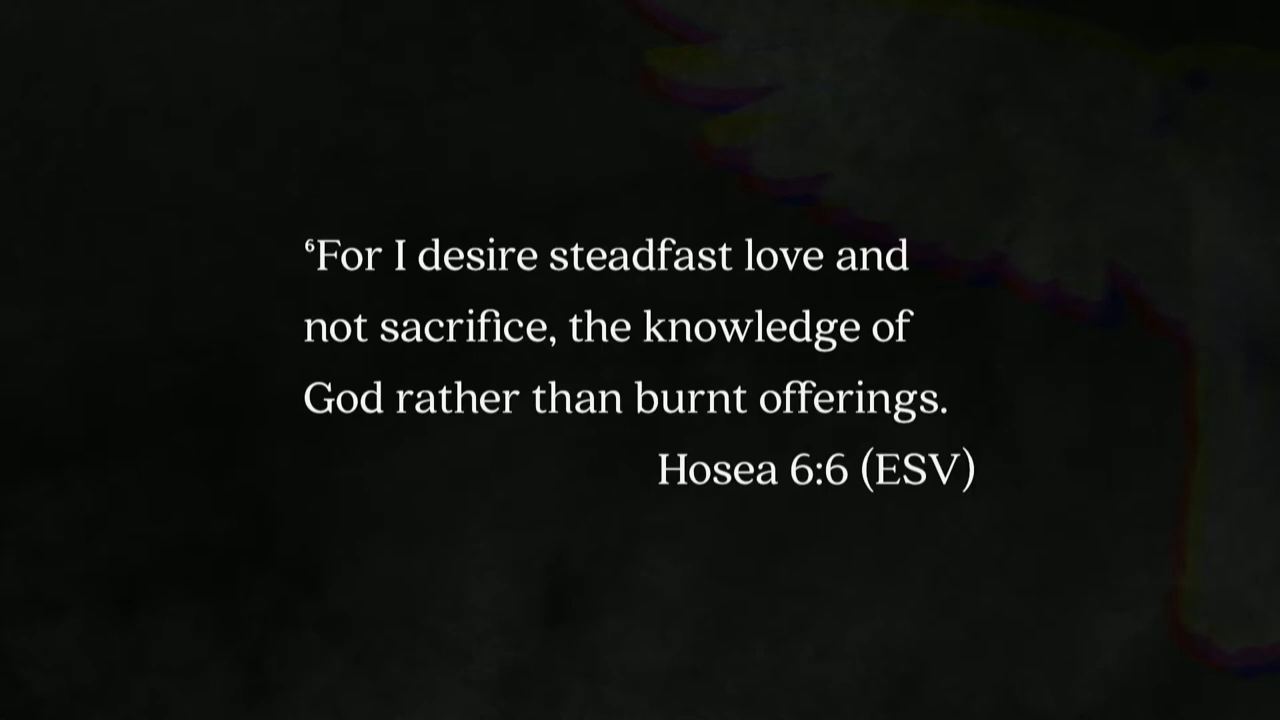 ⁶For I desire steadfast love and
not sacrifice, the knowledge of
God rather than burnt offerings.
Hosea 6:6 (ESV)